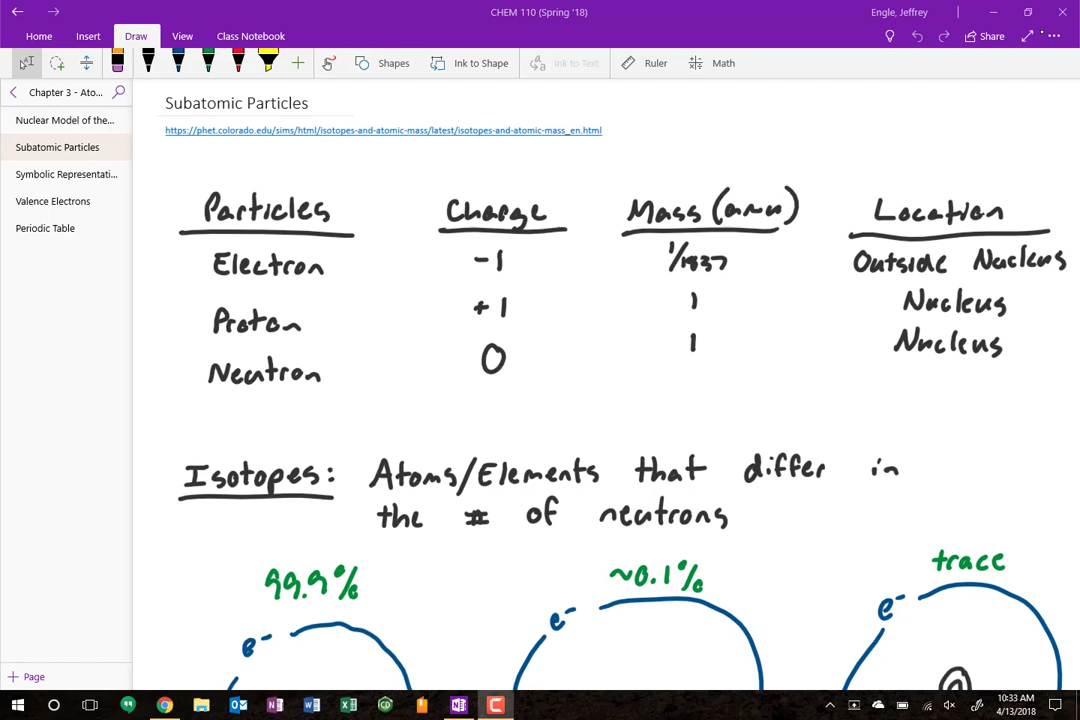 CHEM 110 (Spring '18)
Engle, Jeffrey
Home Insert Draw View Class Notebook
Share
Shapes Ink to Shape Ink to Text Ruler Math
Chapter 3 - Ato...
Nuclear Model of the...
Subatomic Particles
Symbolic Representati...
Valence Electrons
Periodic Table
Subatomic Particles
https://phet.colorado.edu/sims/html/isotopes-and-atomic-mass/latest/isotopes-and-atomic-mass_en.html
Particles Charge Mass (amu) Location
Electron -1 1/1837 Outside Nucleus
Proton +1 1 Nucleus
Neutron 0 1 Nucleus
Isotopes: Atoms/Elements that differ in
the # of neutrons
99.9% ~0.1% trace
e⁻ e⁻ e⁻
+ Page
10:33 AM
4/13/2018